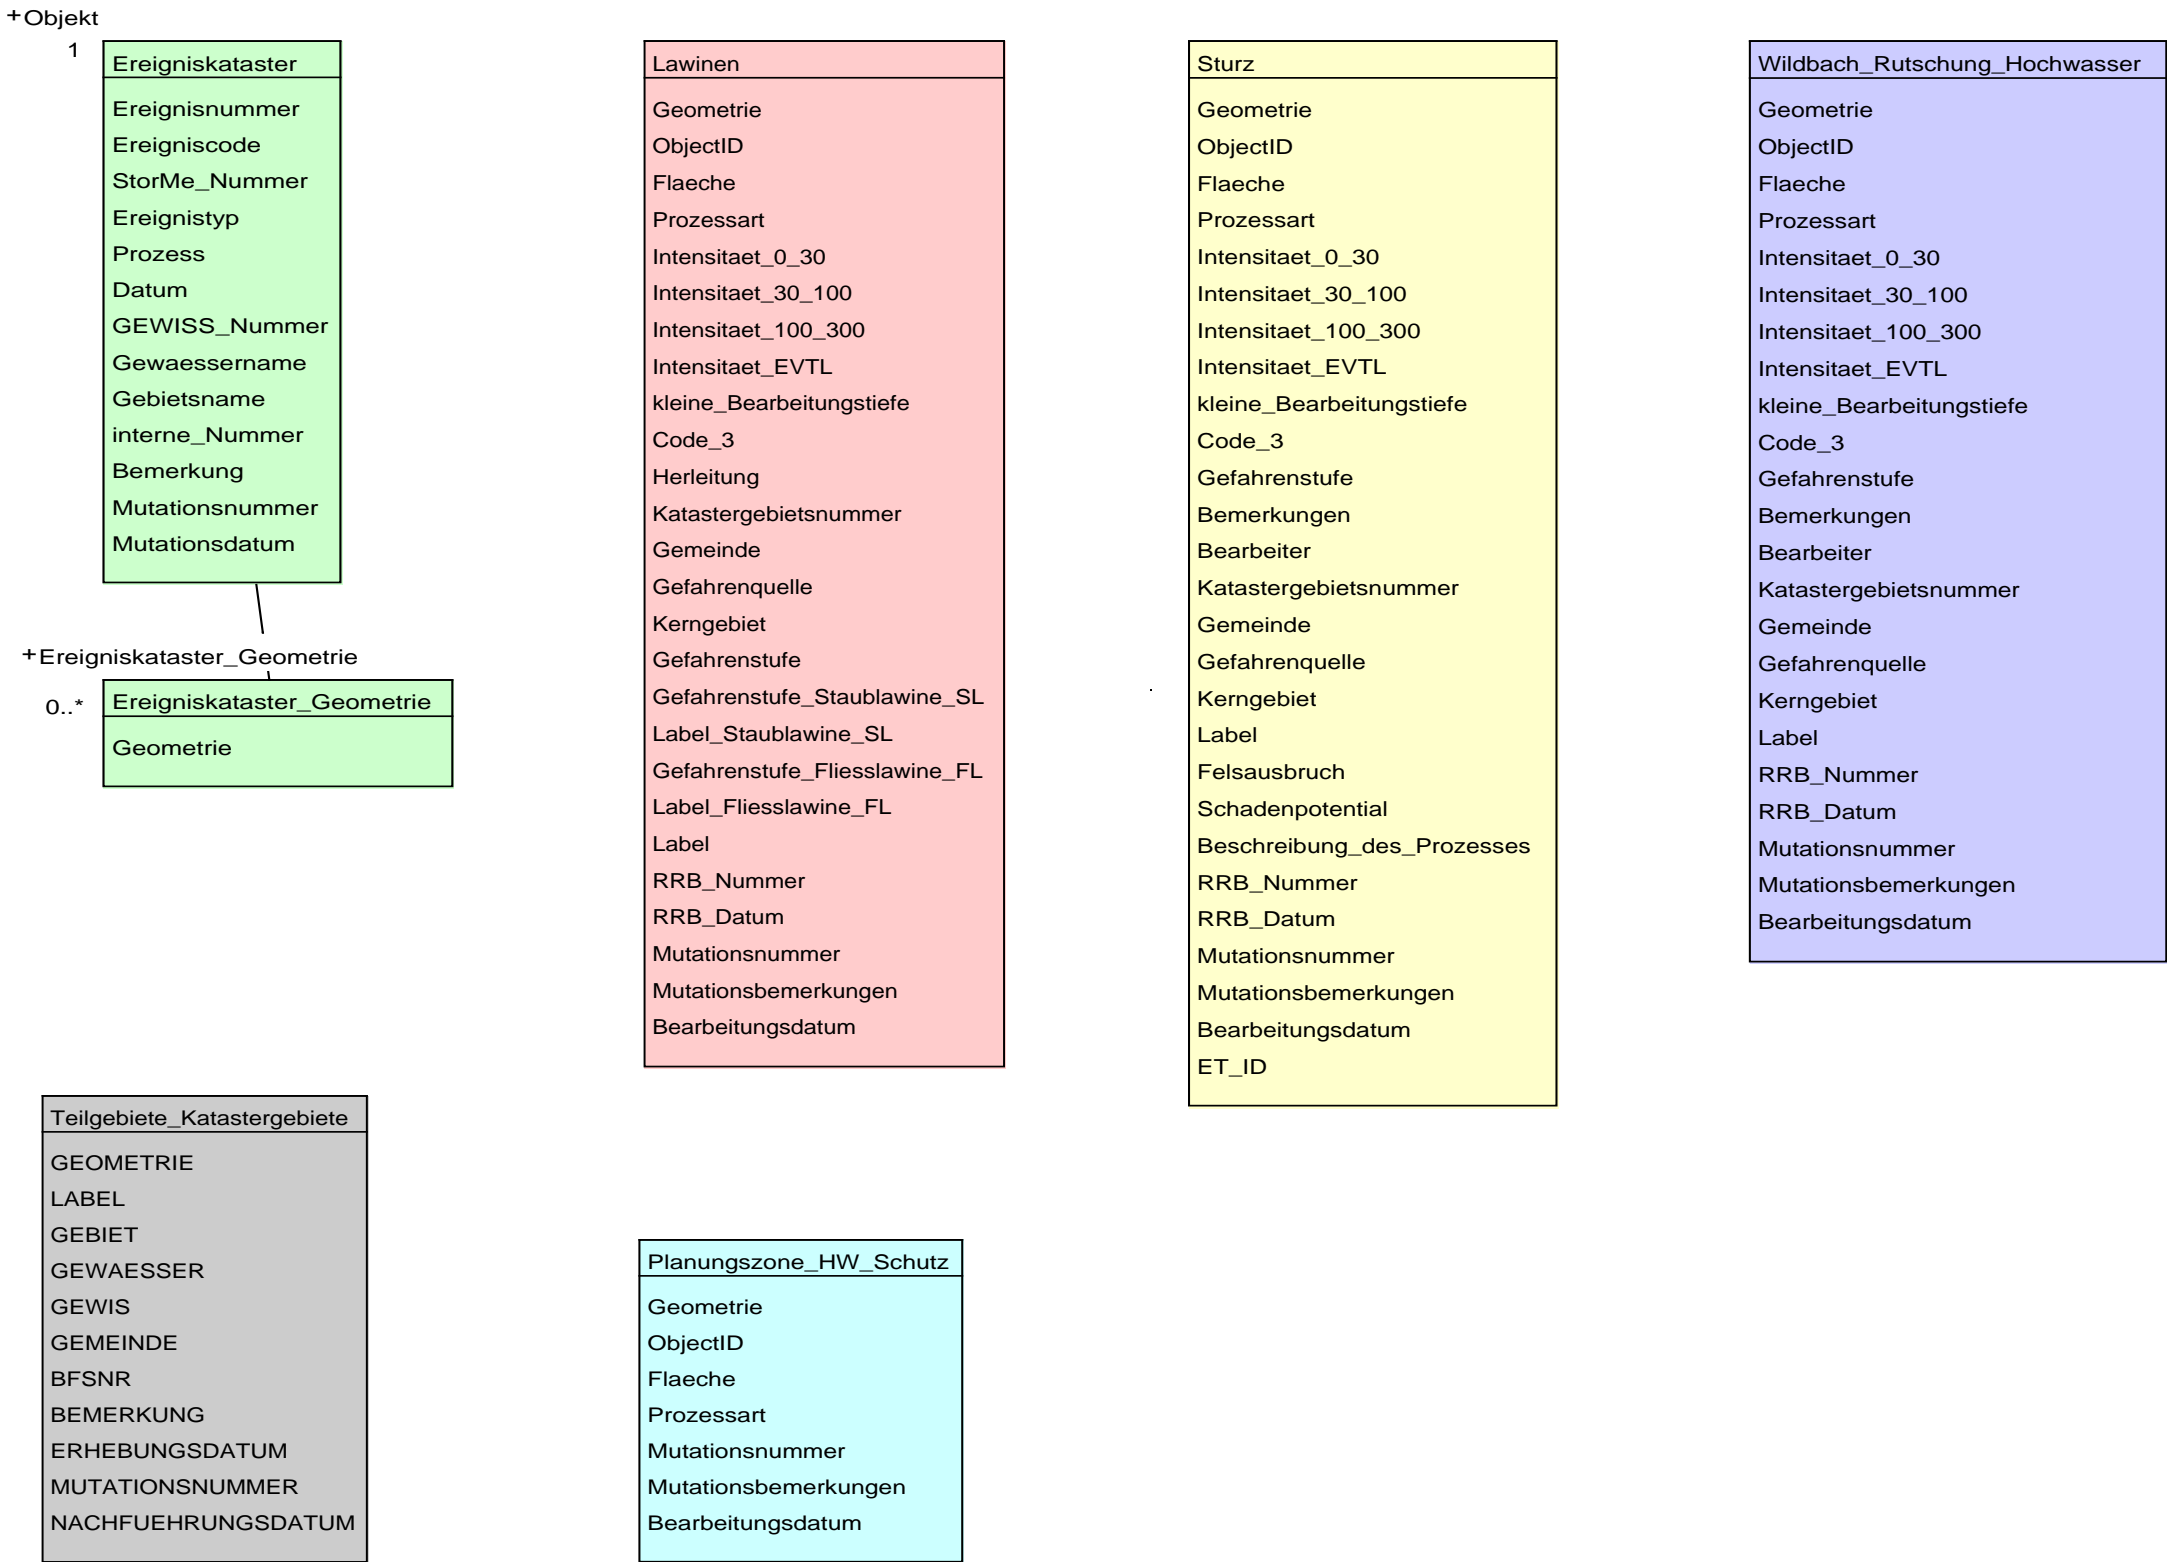 +Objekt
1
Ereigniskataster
Ereignisnummer
Ereigniscode
StorMe_Nummer
Ereignistyp
Prozess
Datum
GEWISS_Nummer
Gewaessername
Gebietsname
interne_Nummer
Bemerkung
Mutationsnummer
Mutationsdatum
+Ereigniskataster_Geometrie
0..*
Ereigniskataster_Geometrie
Geometrie
Lawinen
Geometrie
ObjectID
Flaeche
Prozessart
Intensitaet_0_30
Intensitaet_30_100
Intensitaet_100_300
Intensitaet_EVTL
kleine_Bearbeitungstiefe
Code_3
Herleitung
Katastergebietsnummer
Gemeinde
Gefahrenquelle
Kerngebiet
Gefahrenstufe
Gefahrenstufe_Staublawine_SL
Label_Staublawine_SL
Gefahrenstufe_Fliesslawine_FL
Label_Fliesslawine_FL
Label
RRB_Nummer
RRB_Datum
Mutationsnummer
Mutationsbemerkungen
Bearbeitungsdatum
Sturz
Geometrie
ObjectID
Flaeche
Prozessart
Intensitaet_0_30
Intensitaet_30_100
Intensitaet_100_300
Intensitaet_EVTL
kleine_Bearbeitungstiefe
Code_3
Gefahrenstufe
Bemerkungen
Bearbeiter
Katastergebietsnummer
Gemeinde
Gefahrenquelle
Kerngebiet
Label
Felsausbruch
Schadenpotential
Beschreibung_des_Prozesses
RRB_Nummer
RRB_Datum
Mutationsnummer
Mutationsbemerkungen
Bearbeitungsdatum
ET_ID
Wildbach_Rutschung_Hochwasser
Geometrie
ObjectID
Flaeche
Prozessart
Intensitaet_0_30
Intensitaet_30_100
Intensitaet_100_300
Intensitaet_EVTL
kleine_Bearbeitungstiefe
Code_3
Gefahrenstufe
Bemerkungen
Bearbeiter
Katastergebietsnummer
Gemeinde
Gefahrenquelle
Kerngebiet
Label
RRB_Nummer
RRB_Datum
Mutationsnummer
Mutationsbemerkungen
Bearbeitungsdatum
Teilgebiete_Katastergebiete
GEOMETRIE
LABEL
GEBIET
GEWAESSER
GEWIS
GEMEINDE
BFSNR
BEMERKUNG
ERHEBUNGSDATUM
MUTATIONSNUMMER
NACHFUEHRUNGSDATUM
Planungszone_HW_Schutz
Geometrie
ObjectID
Flaeche
Prozessart
Mutationsnummer
Mutationsbemerkungen
Bearbeitungsdatum